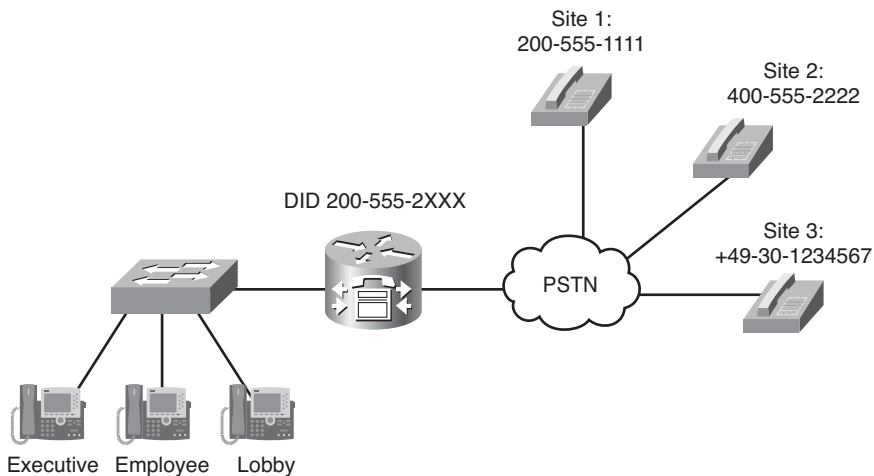 Site 1:
200-555-1111
Site 2:
400-555-2222
DID 200-555-2XXX
Site 3:
+49-30-1234567
PSTN
Executive
Employee
Lobby